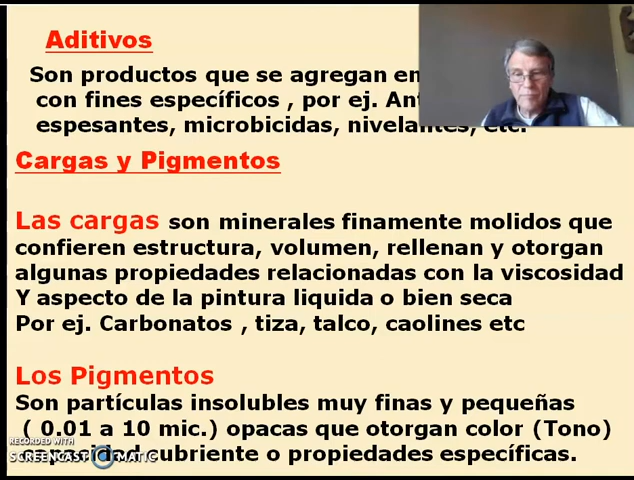 Aditivos
Son productos que se agregan en
con fines específicos , por ej. Ant
espesantes, microbicidas, nivelantes, etc.
Cargas y Pigmentos
Las cargas son minerales finamente molidos que
confieren estructura, volumen, rellenan y otorgan
algunas propiedades relacionadas con la viscosidad
Y aspecto de la pintura liquida o bien seca
Por ej. Carbonatos , tiza, talco, caolines etc
Los Pigmentos
Son partículas insolubles muy finas y pequeñas
( 0.01 a 10 mic.) opacas que otorgan color (Tono)
cubriente o propiedades específicas.
RECORDED WITH
SCREENCAST MATIC